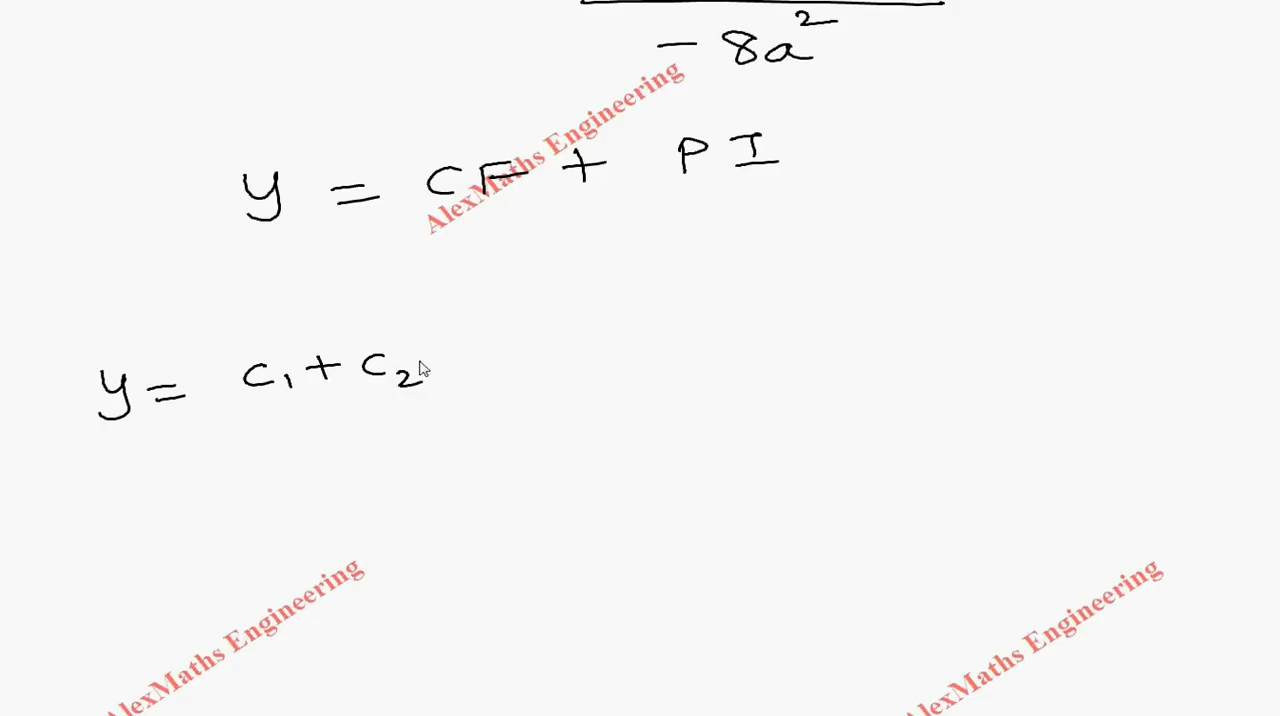 - 8a²
y = CF + PI
y = c₁ + c₂
AlexMaths Engineering
AlexMaths Engineering
AlexMaths Engineering